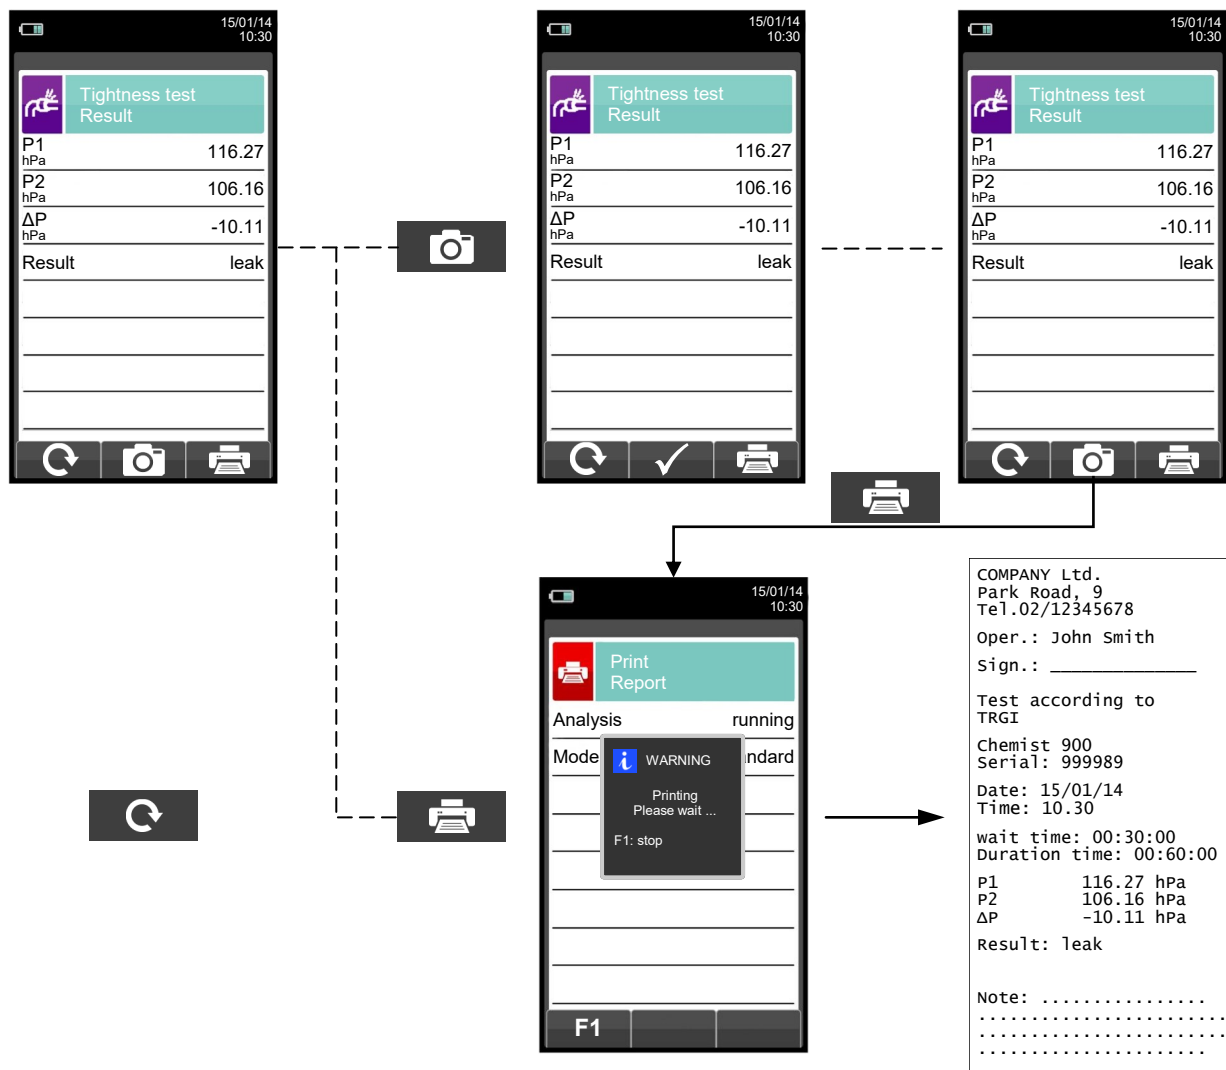 15/01/14
10:30
Tightness test
Result
P1
hPa
116.27
P2
hPa
106.16
ΔP
hPa
-10.11
Result leak
15/01/14
10:30
Tightness test
Result
P1
hPa
116.27
P2
hPa
106.16
ΔP
hPa
-10.11
Result leak
15/01/14
10:30
Tightness test
Result
P1
hPa
116.27
P2
hPa
106.16
ΔP
hPa
-10.11
Result leak
15/01/14
10:30
Print
Report
Analysis running
Mode ndard
i WARNING
Printing
Please wait ...
F1: stop
F1
COMPANY Ltd.
Park Road, 9
Tel.02/12345678
Oper.: John Smith
Sign.: ______________
Test according to
TRGI
Chemist 900
Serial: 999989
Date: 15/01/14
Time: 10.30
wait time: 00:30:00
Duration time: 00:60:00
P1 116.27 hPa
P2 106.16 hPa
ΔP -10.11 hPa
Result: leak
Note: ................
........................
........................
......................